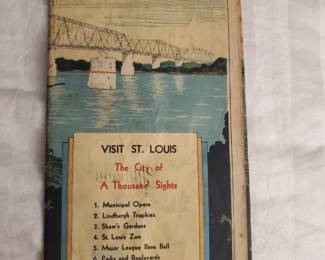 VISIT ST. LOUIS
The City of
A Thousand Sights
1. Municipal Opera
2. Lindbergh Trophies
3. Shaw's Gardens
4. St. Louis Zoo
5. Major League Base Ball
6. Parks and Boulevards